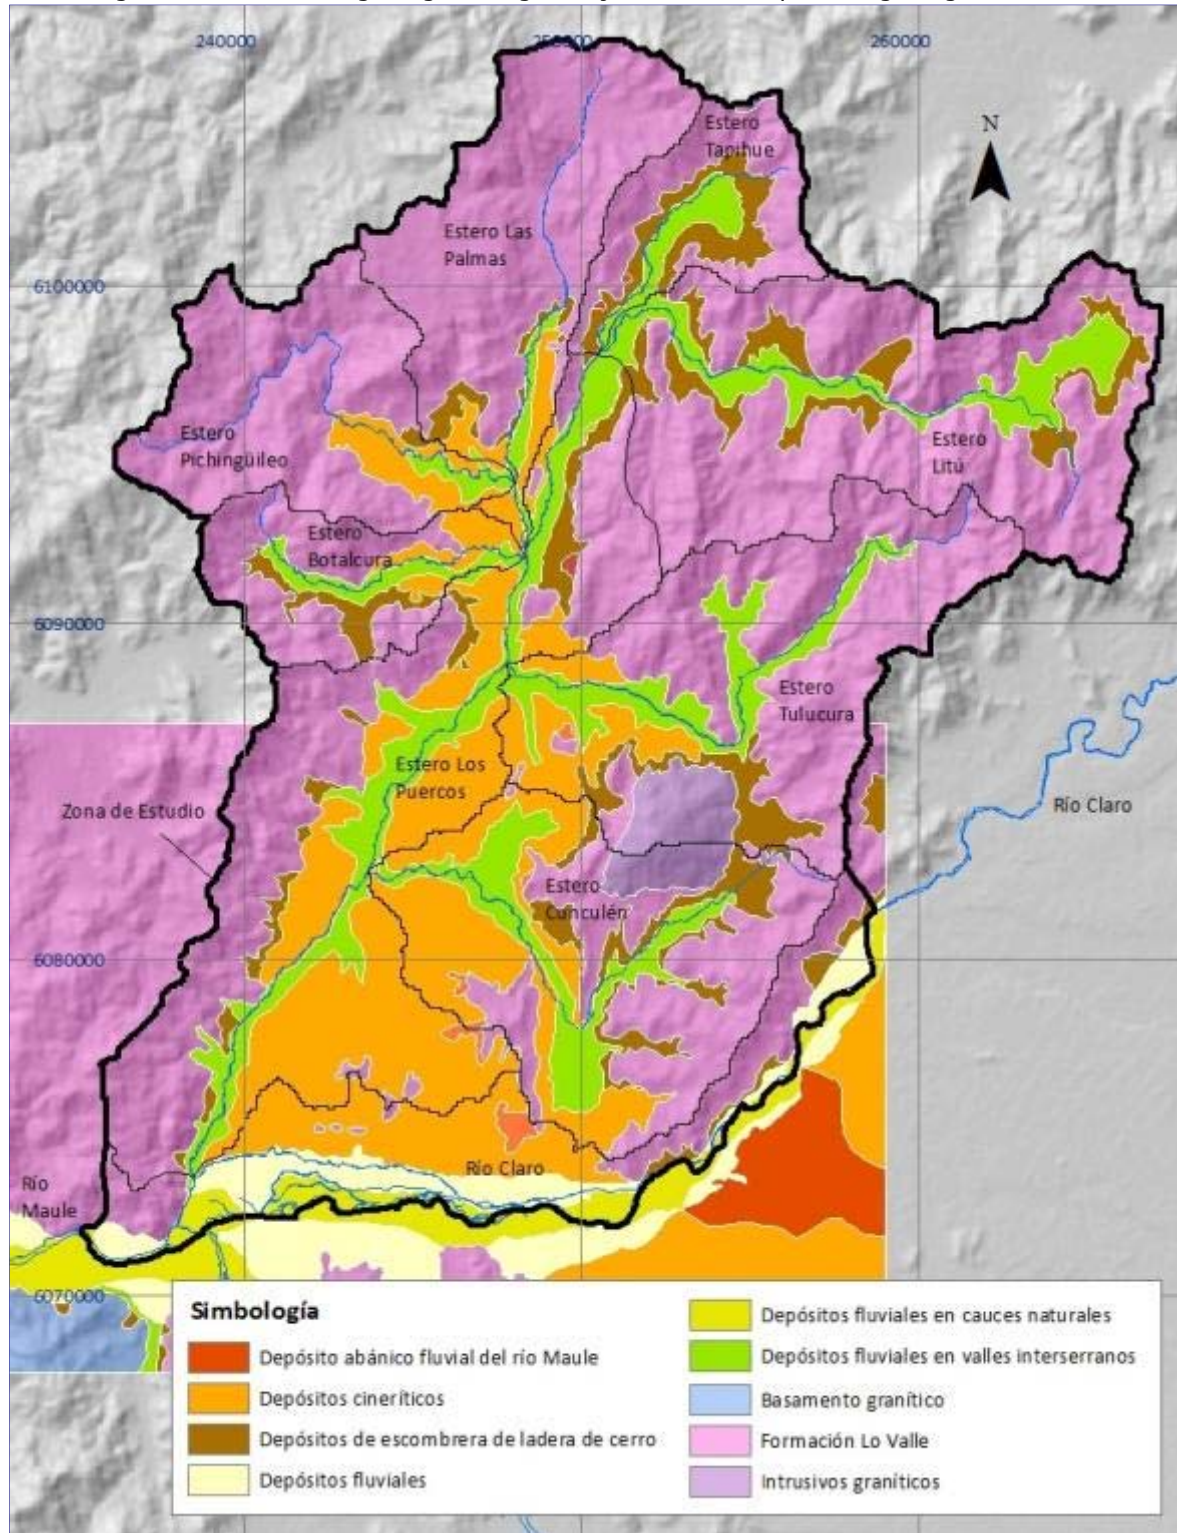 240000
260000
N
Estero
Tapihue
Estero Las
Palmas
6100000
Estero
Pichingüileo
Estero
Litú
Estero
Botalcura
6090000
Estero
Tulucura
Estero Los
Puercos
Zona de Estudio
Río Claro
Estero
Cunculén
6080000
Río Claro
Río
Maule
6070000
Simbología
Depósito abánico fluvial del río Maule
Depósitos cineríticos
Depósitos de escombrera de ladera de cerro
Depósitos fluviales
Depósitos fluviales en cauces naturales
Depósitos fluviales en valles interserranos
Basamento granítico
Formación Lo Valle
Intrusivos graníticos